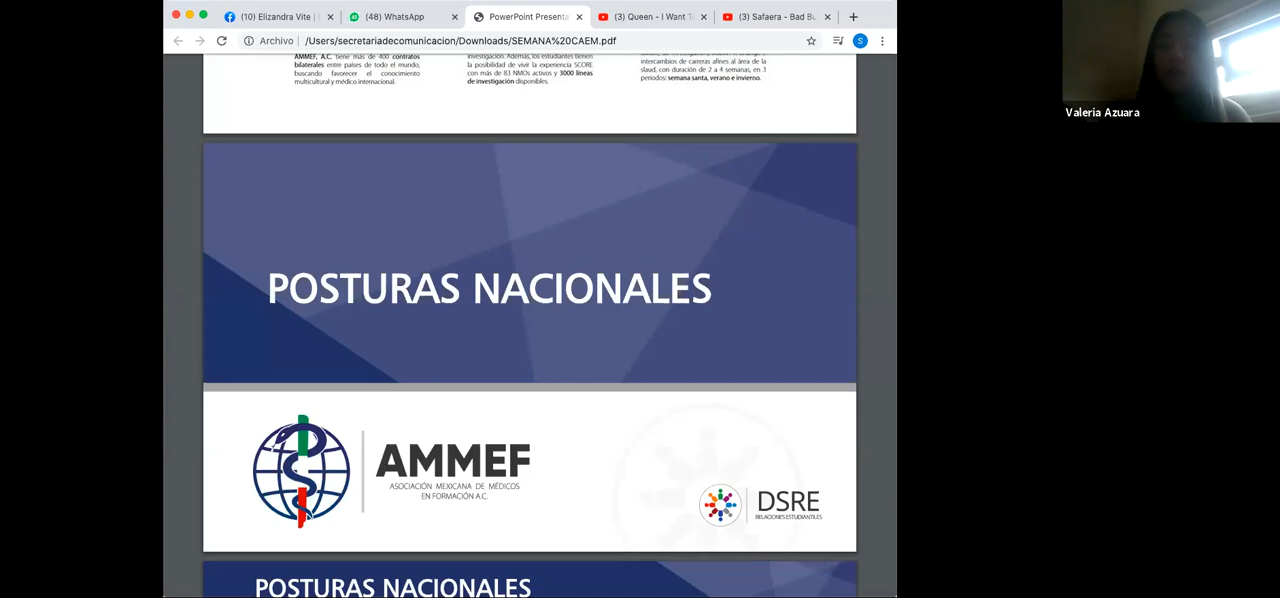 (10) Elizandra Vite |
(48) WhatsApp
PowerPoint Presenta
(3) Queen - I Want T
(3) Safaera - Bad Bu
Archivo
/Users/secretariadecomunicacion/Downloads/SEMANA%20CAEM.pdf
S
AMMEF, A.C. tiene más de 400 contratos
bilaterales entre países de todo el mundo,
buscando favorecer el conocimiento
multicultural y médico internacional.
investigación. Además, los estudiantes tienen
la posibilidad de vivir la experiencia SCORE
con más de 83 NMOs activos y 3000 líneas
de investigación disponibles.
intercambios de carreras afines al área de la
slaud, con duración de 2 a 4 semanas, en 3
periodos: semana santa, verano e invierno.
Valeria Azuara
POSTURAS NACIONALES
AMMEF
ASOCIACIÓN MEXICANA DE MÉDICOS
EN FORMACIÓN A.C.
DSRE
RELACIONES ESTUDIANTILES
POSTURAS NACIONALES